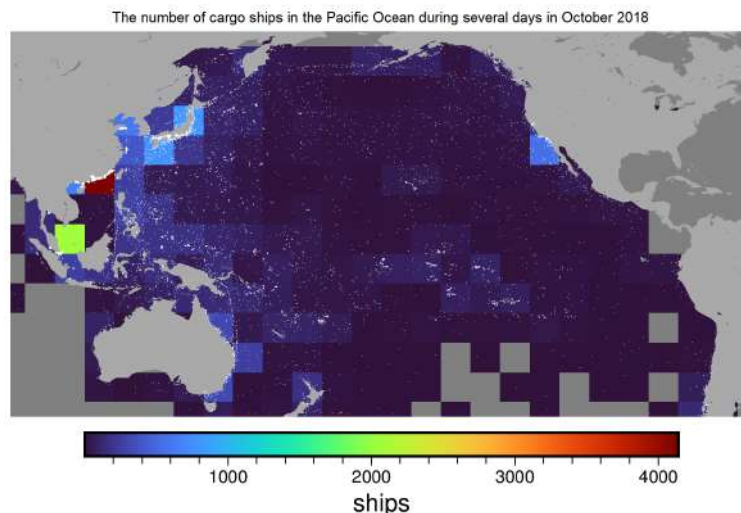 The number of cargo ships in the Pacific Ocean during several days in October 2018
1000 2000 3000 4000
ships